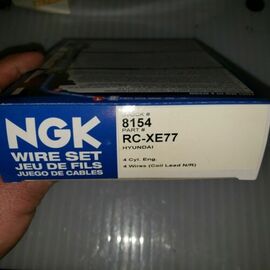 STOCK #
8154
PART #
RC-XE77
HYUNDAI
4 Cyl. Eng.
4 Wires (Coil Lead N/R)
NGK
WIRE SET
JEU DE FILS
JUEGO DE CABLES